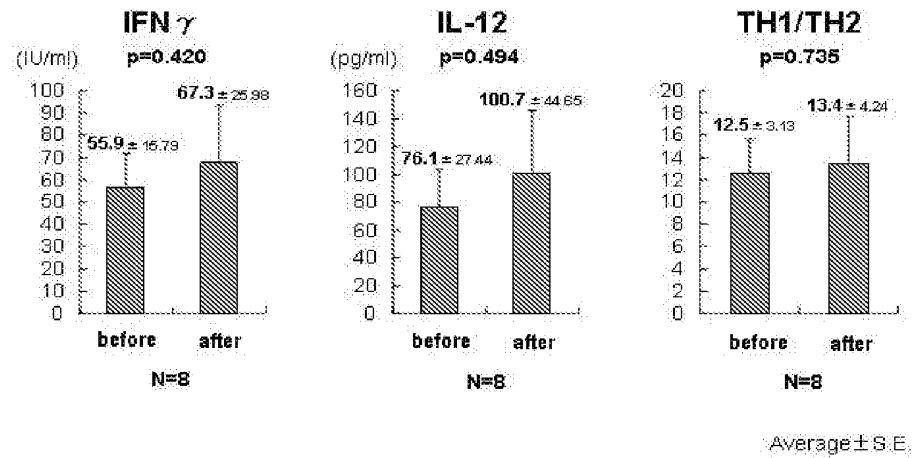 IFN γ
(IU/ml)
p=0.420
100
90
80
70
60
50
40
30
20
10
0
55.9 ± 15.79
67.3 ± 25.98
before after
N=8
IL-12
(pg/ml)
p=0.494
160
140
120
100
80
60
40
20
0
76.1 ± 27.44
100.7 ± 44.65
before after
N=8
TH1/TH2
p=0.735
20
18
16
14
12
10
8
6
4
2
0
12.5 ± 3.13
13.4 ± 4.24
before after
N=8
Average ± S.E.